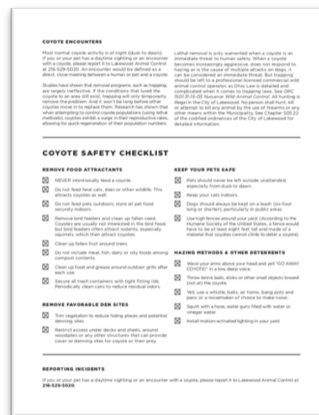 COYOTE ENCOUNTERS
Most normal coyote activity is at night (dusk to dawn).
If you or your pet has a daytime sighting or an encounter
with a coyote, please report it to Lakewood Animal Control
at 216-529-5020. An encounter would be defined as a
direct, close meeting between a human or pet and a coyote.
Studies have shown that removal programs, such as trapping,
are largely ineffective. If the conditions that lured the
coyote to an area still exist, trapping will only temporarily
remove the problem. And it won't be long before other
coyotes move in to replace them. Research has shown that
when attempting to control coyote populations (using lethal
methods), coyotes exhibit a surge in their reproductive rates,
allowing for quick regeneration of their population numbers.
Lethal removal is only warranted when a coyote is an
immediate threat to human safety. When a coyote
becomes increasingly aggressive, does not respond to
hazing or is the cause of multiple attacks on dogs, it
can be considered an immediate threat. But trapping
should be left to a professional licensed commercial wild
animal control operator as Ohio Law is detailed and
complicated when it comes to trapping laws. See ORC
1501:31-15-03 Nuisance Wild Animal Control. All hunting is
illegal in the City of Lakewood. No person shall hunt, kill
or attempt to kill any animal by the use of firearms or any
other means within the Municipality. See Chapter 505.22
of the codified ordinances of the City of Lakewood for
detailed information.
COYOTE SAFETY CHECKLIST
REMOVE FOOD ATTRACTANTS
NEVER intentionally feed a coyote.
Do not feed feral cats, deer or other wildlife. This
attracts coyotes as well.
Do not feed pets outdoors; store all pet food
securely indoors.
Remove bird feeders and clean up fallen seed.
Coyotes are usually not interested in the bird food
but bird feeders often attract rodents, especially
squirrels, which then attract coyotes.
Clean up fallen fruit around trees.
Do not include meat, fish, dairy or oily foods among
compost contents.
Clean up food and grease around outdoor grills after
each use.
Secure all trash containers with tight fitting lids.
Periodically clean cans to reduce residual odors.
REMOVE FAVORABLE DEN SITES
Trim vegetation to reduce hiding places and potential
denning sites.
Restrict access under decks and sheds, around
woodpiles or any other structures that can provide
cover or denning sites for coyote or their prey.
KEEP YOUR PETS SAFE
Pets should never be left outside unattended,
especially from dusk to dawn.
Keep your cats indoors.
Dogs should always be kept on a leash (six foot
long or shorter), particularly in public areas.
Use high fences around your yard. (According to the
Humane Society of the United States, a fence would
have to be at least eight feet tall and made of a
material that coyotes cannot climb to deter a coyote).
HAZING METHODS & OTHER DETERRENTS
Wave your arms above your head and yell "GO AWAY
COYOTE" in a low, deep voice.
Throw tennis balls, sticks or other small objects toward
(not at) the coyote.
Yell, use a whistle, bells, air horns, bang pots and
pans or a noisemaker of choice to make noise.
Squirt with a hose, water guns filled with water or
vinegar water.
Install motion-activated lighting in your yard.
REPORTING INCIDENTS
If you or your pet has a daytime sighting or an encounter with a coyote, please report it to Lakewood Animal Control at
216-529-5020.